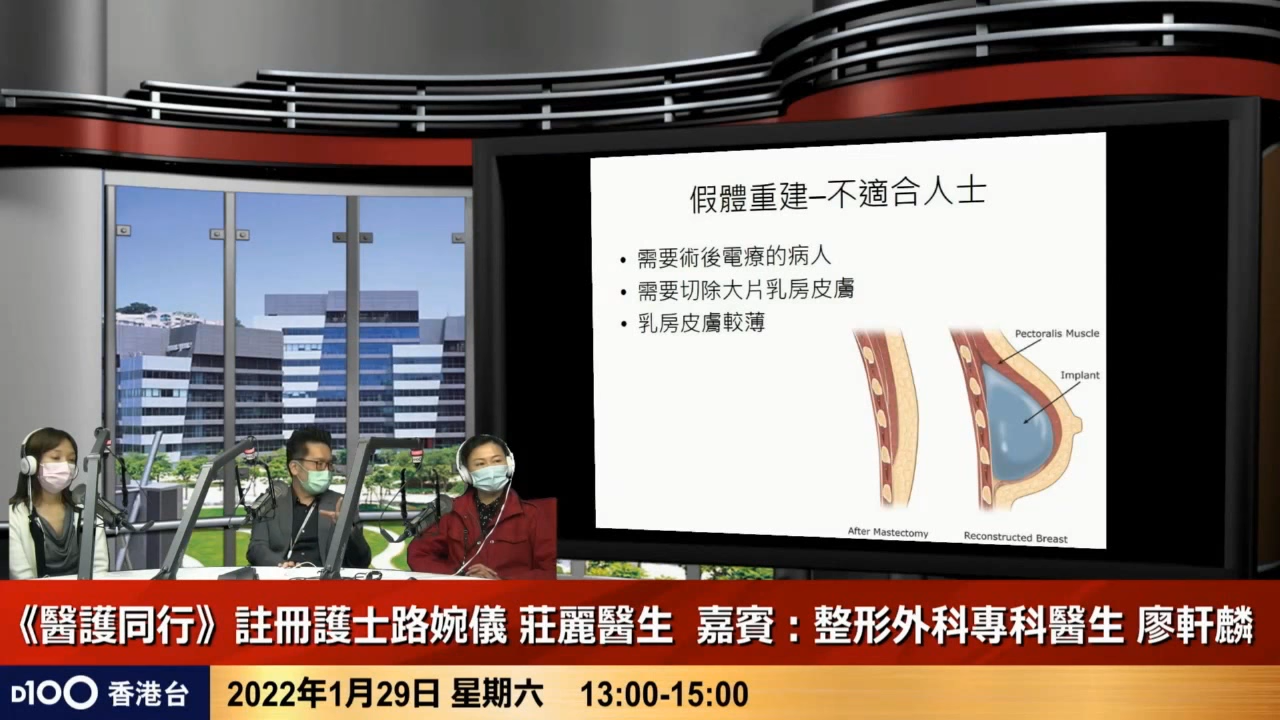 假體重建–不適合人士
• 需要術後電療的病人
• 需要切除大片乳房皮膚
• 乳房皮膚較薄
Pectoralis Muscle
Implant
After Mastectomy
Reconstructed Breast
《醫護同行》註冊護士路婉儀 莊麗醫生 嘉賓：整形外科專科醫生 廖軒麟
D100 香港台 2022年1月29日 星期六 13:00-15:00